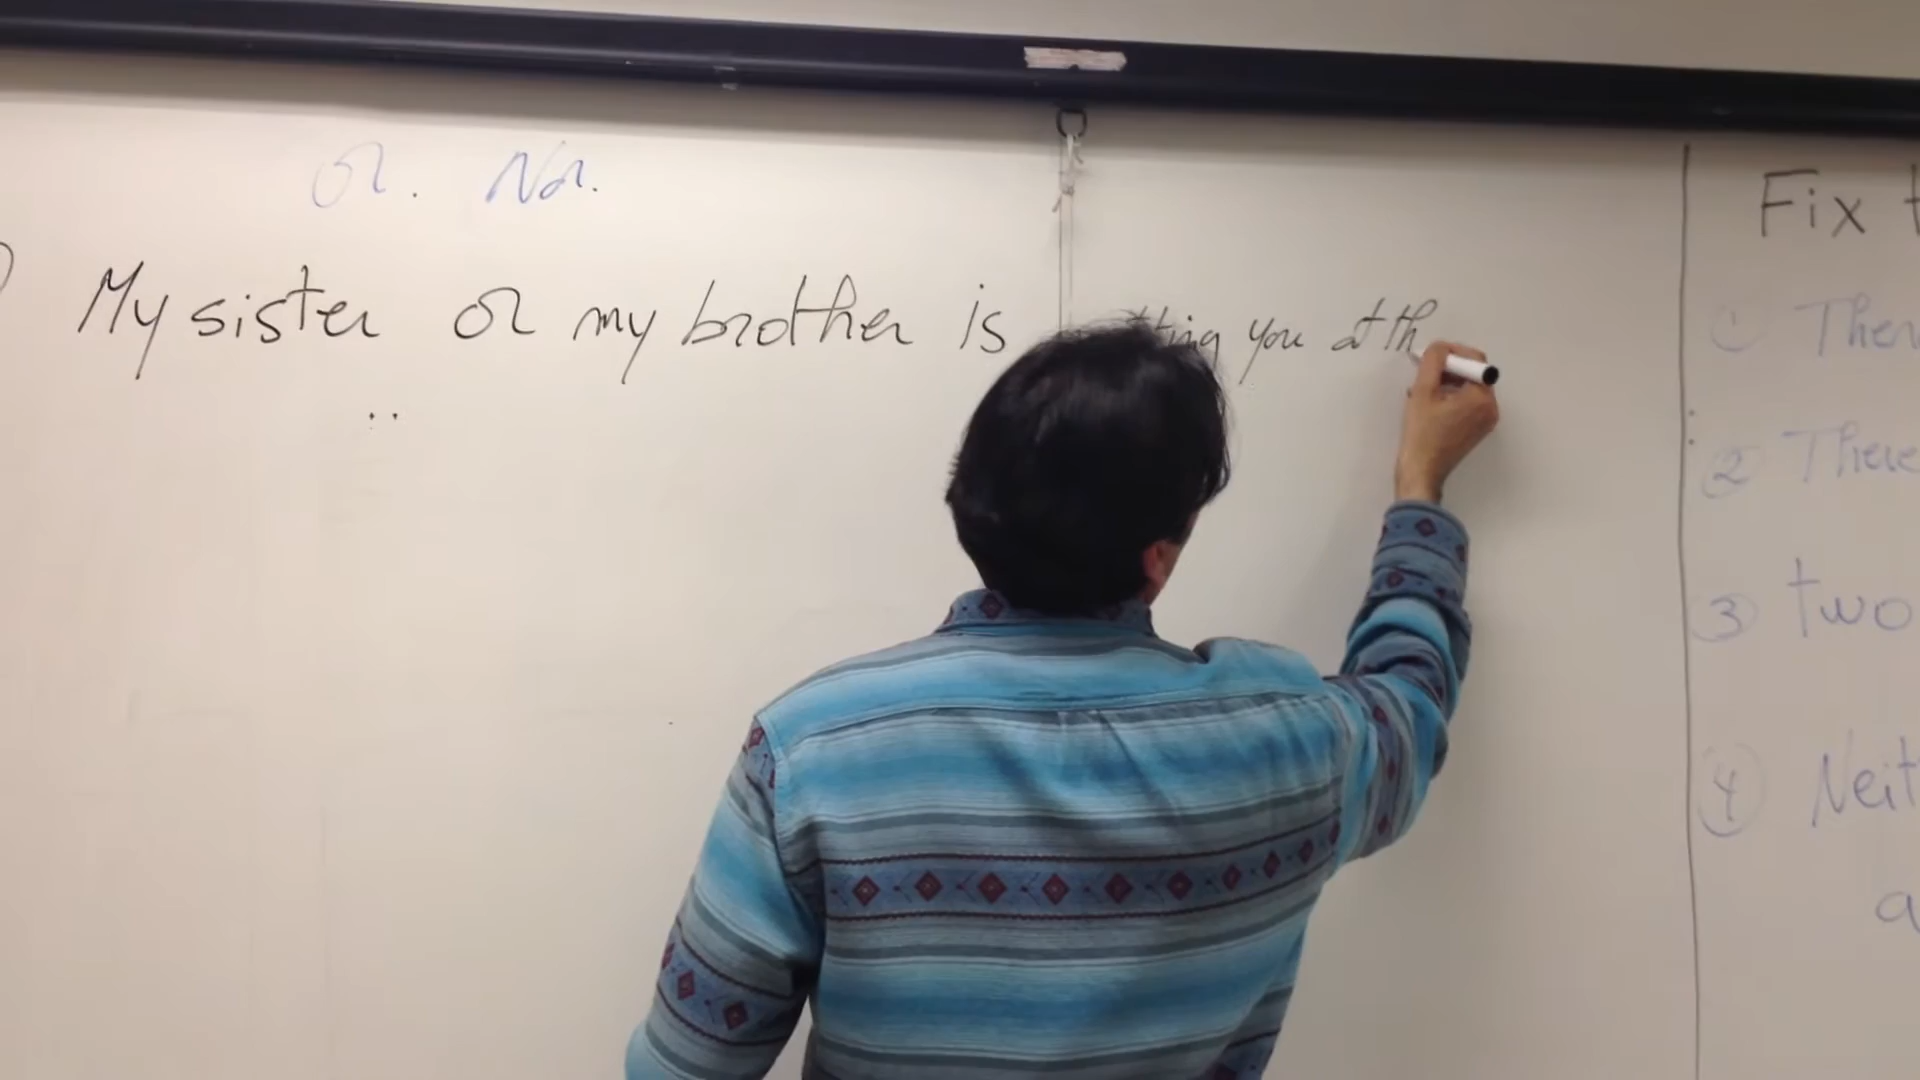 or. Nor.
My sister or my brother is you at th
Fix t
① Ther
② There
③ two
④ Neit
a